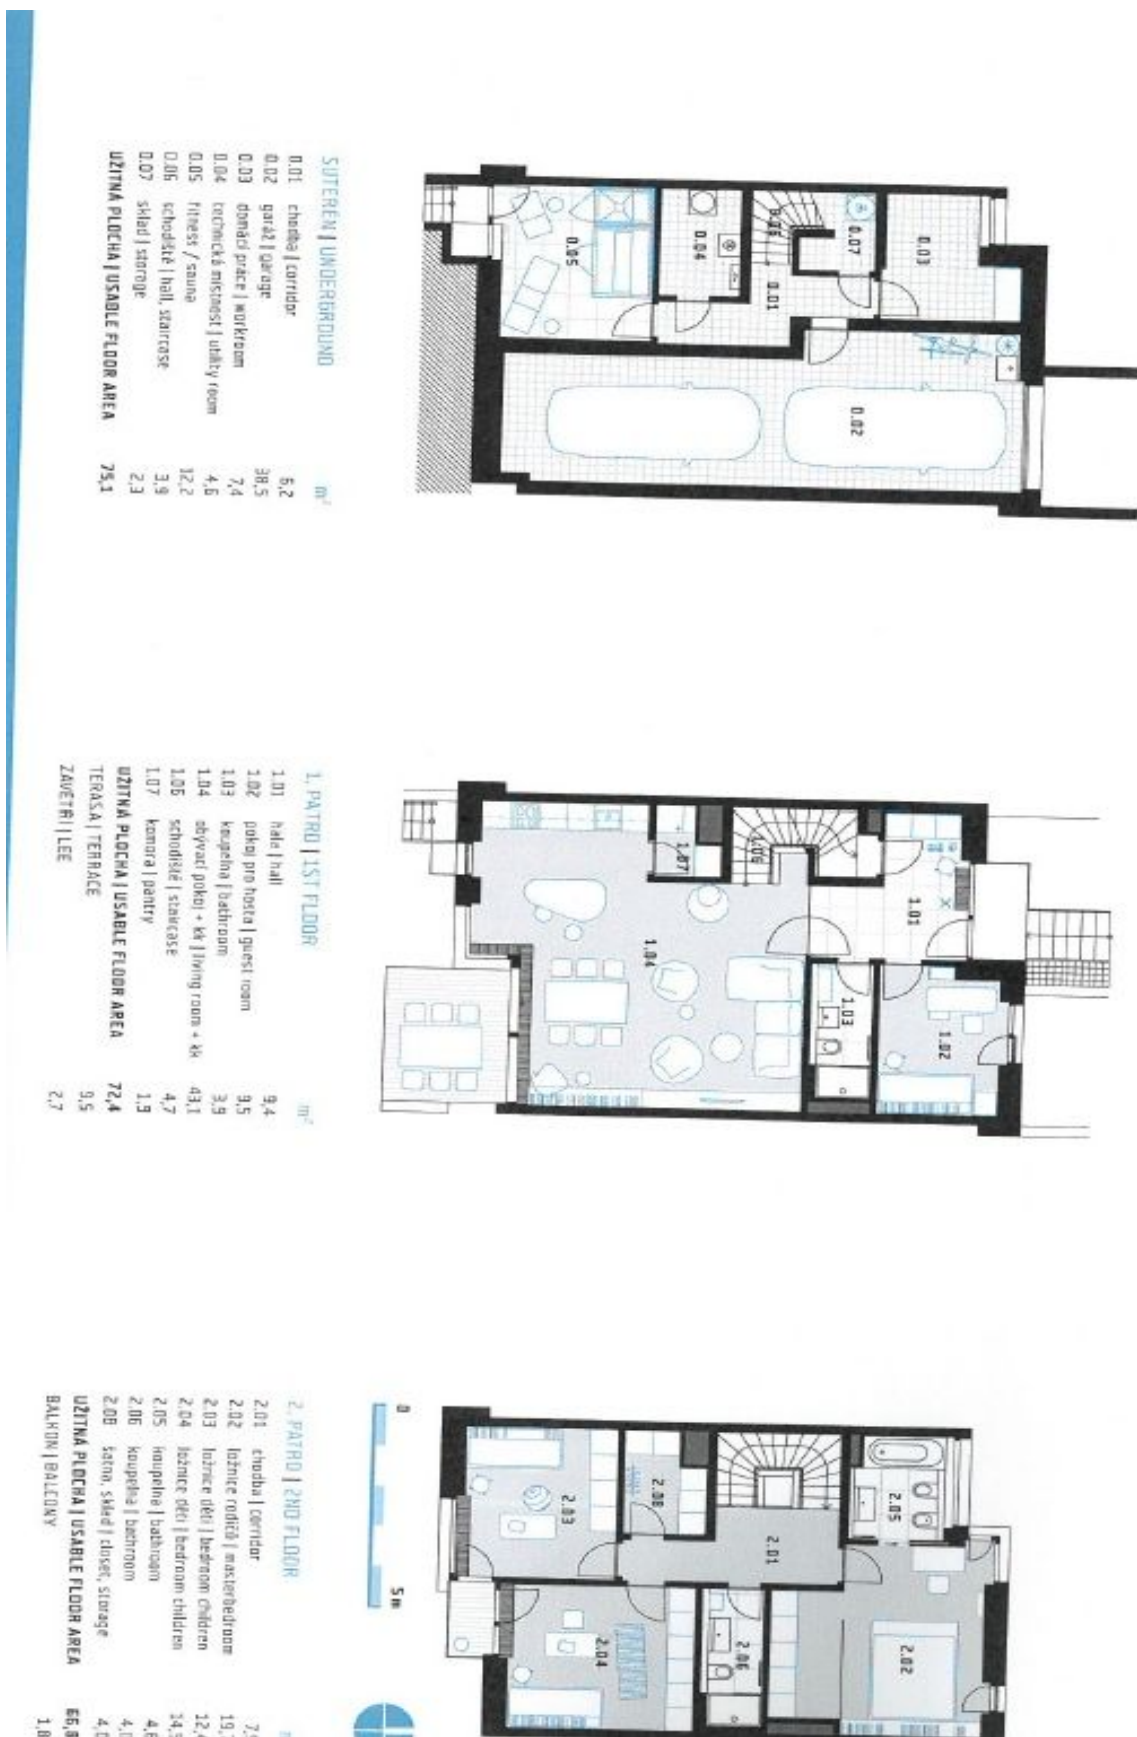 SUTERÉN | UNDERGROUND m²
0.01 chodba | corridor 6,2
0.02 garáž | garage 38,5
0.03 domácí práce | workroom 7,4
0.04 technická místnost | utility room 4,6
0.05 fitness / sauna 12,2
0.06 schodiště | hall, staircase 3,9
0.07 sklad | storage 2,3
UŽITNÁ PLOCHA | USABLE FLOOR AREA 75,1
0.05
0.04
0.06
0.01
0.07
0.03
0.02
1. PATRO | 1ST FLOOR m²
1.01 hala | hall 9,4
1.02 pokoj pro hosta | guest room 9,5
1.03 koupelna | bathroom 3,9
1.04 obývací pokoj + kk | living room + kk 43,1
1.06 schodiště | staircase 4,7
1.07 komora | pantry 1,9
UŽITNÁ PLOCHA | USABLE FLOOR AREA 72,4
TERASA | TERRACE 9,5
ZÁVĚTŘÍ | LEE 2,7
1.07
1.06
1.01
1.04
1.03
1.02
2. PATRO | 2ND FLOOR
2.01 chodba | corridor
2.02 ložnice rodičů | masterbedroom
2.03 ložnice dětí | bedroom children
2.04 ložnice dětí | bedroom children
2.05 koupelna | bathroom
2.06 koupelna | bathroom
2.08 šatna, sklad | closet, storage
UŽITNÁ PLOCHA | USABLE FLOOR AREA
BALKON | BALCONY 1,8
0 5 m
2.03
2.08
2.01
2.05
2.04
2.06
2.02